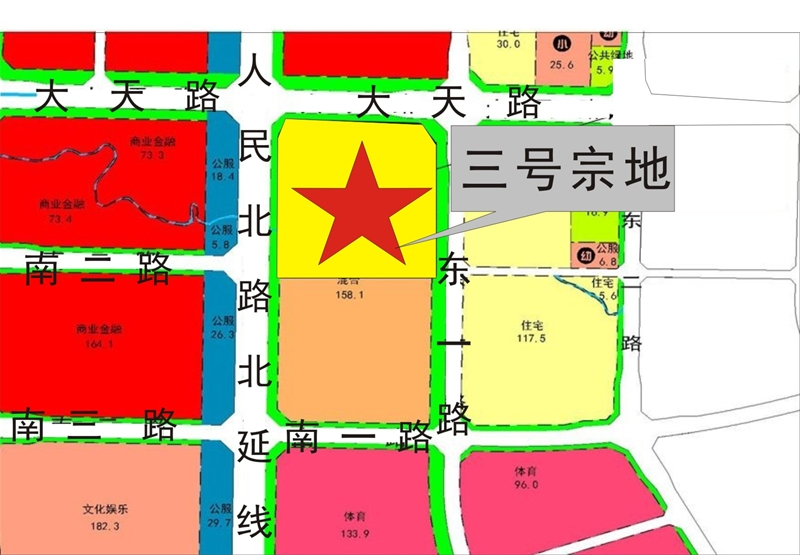 住宅
30.0
小
25.6
幼
公共绿地
5.9
大天路
大天路
人民北路北延线
商业金融
73.3
公服
18.4
三号宗地
商业金融
73.4
公服
5.8
16.9
幼
公服
6.8
东二路
南二路
混合
158.1
东一路
住宅
5.6
商业金融
164.1
公服
26.3
住宅
117.5
南三路
南一路
文化娱乐
182.3
公服
29.7
体育
133.9
体育
96.0